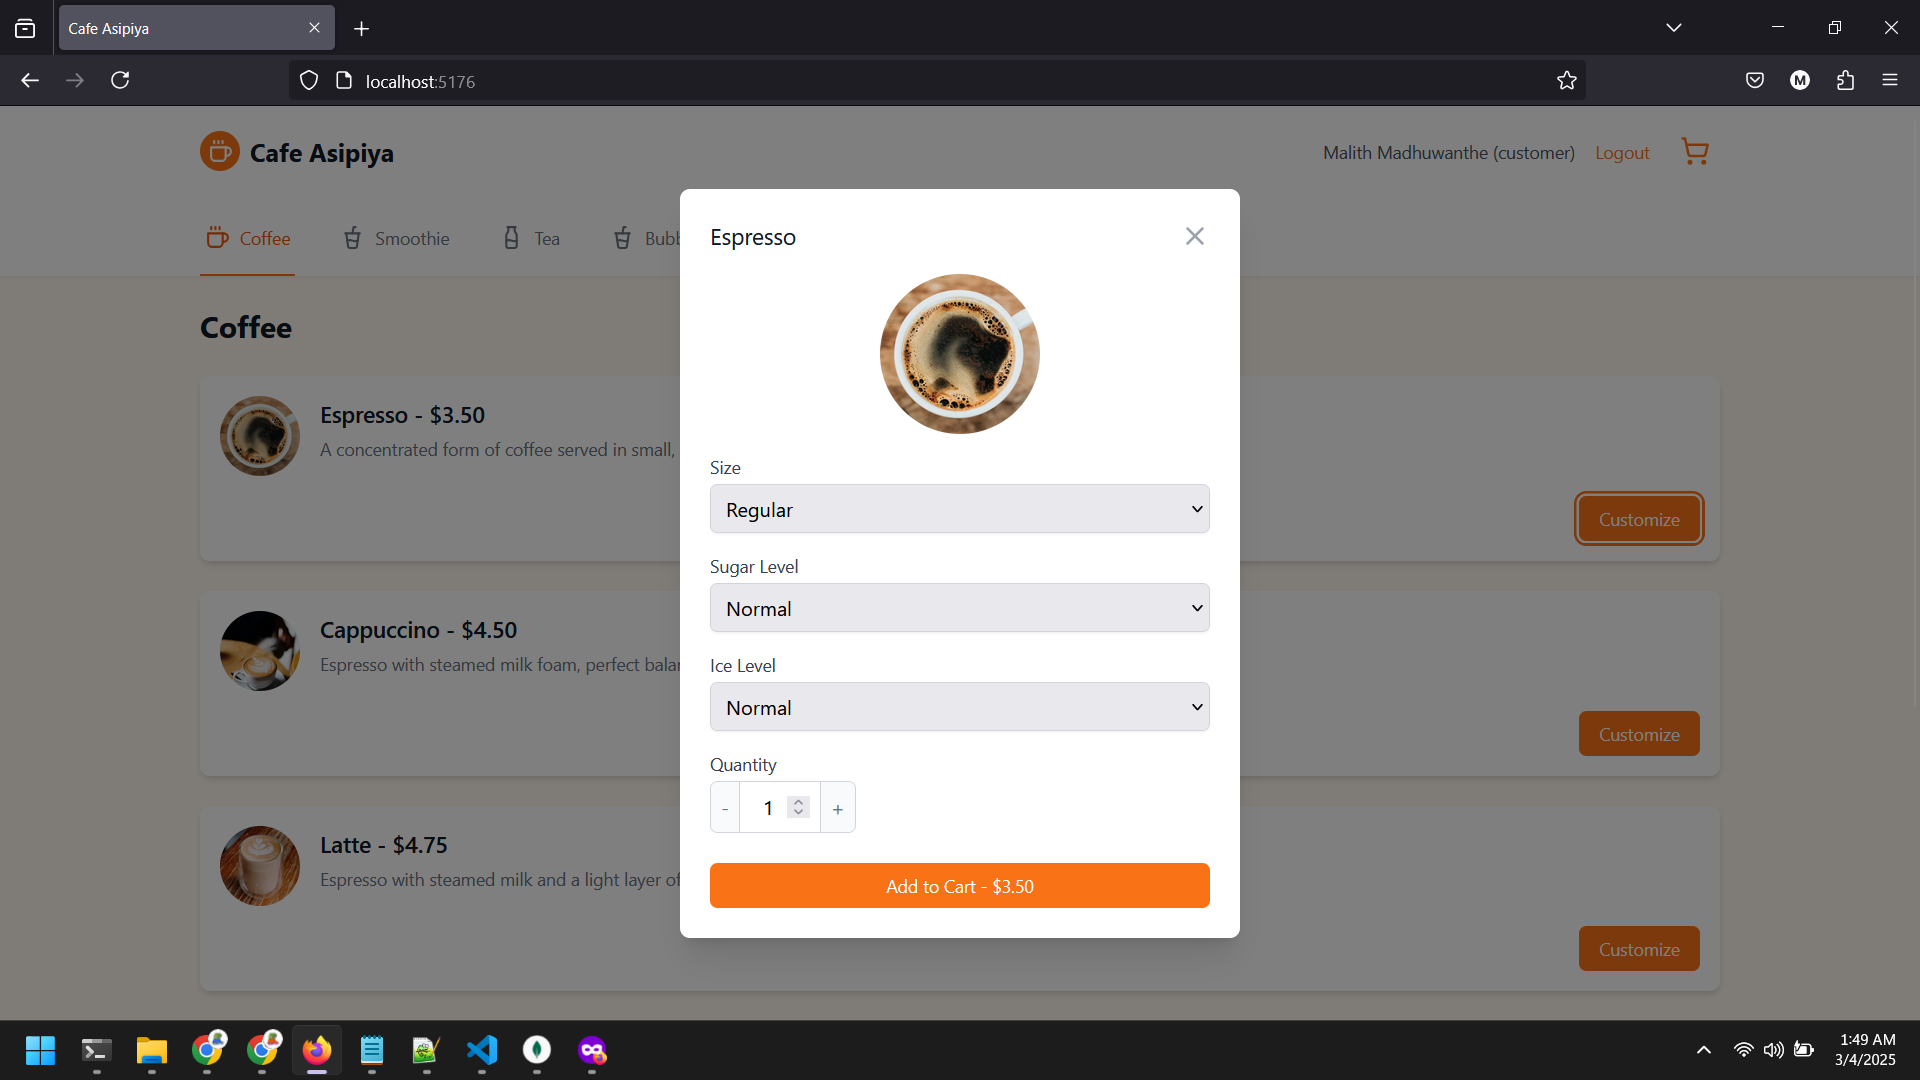 Cafe Asipiya
localhost:5176
M
Cafe Asipiya
Malith Madhuwanthe (customer)
Logout
Coffee
Smoothie
Tea
Bubb
Coffee
Espresso - $3.50
A concentrated form of coffee served in small,
Customize
Cappuccino - $4.50
Espresso with steamed milk foam, perfect balan
Customize
Latte - $4.75
Espresso with steamed milk and a light layer of
Customize
Espresso
Size
Regular
Sugar Level
Normal
Ice Level
Normal
Quantity
- 1 +
Add to Cart - $3.50
1:49 AM
3/4/2025